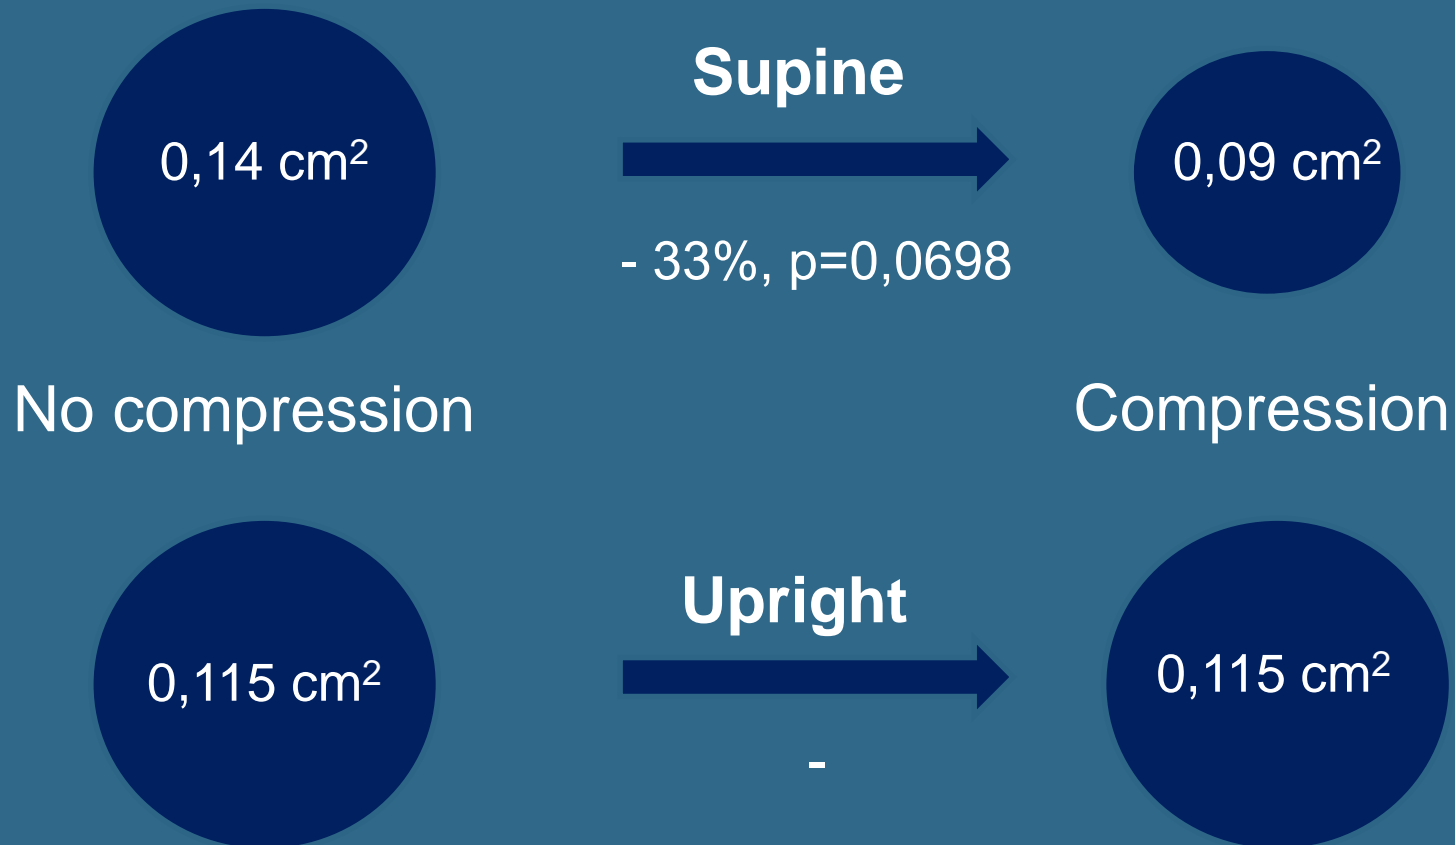 Supine
0,14 cm²
0,09 cm²
- 33%, p=0,0698
No compression
Compression
Upright
0,115 cm²
0,115 cm²
-